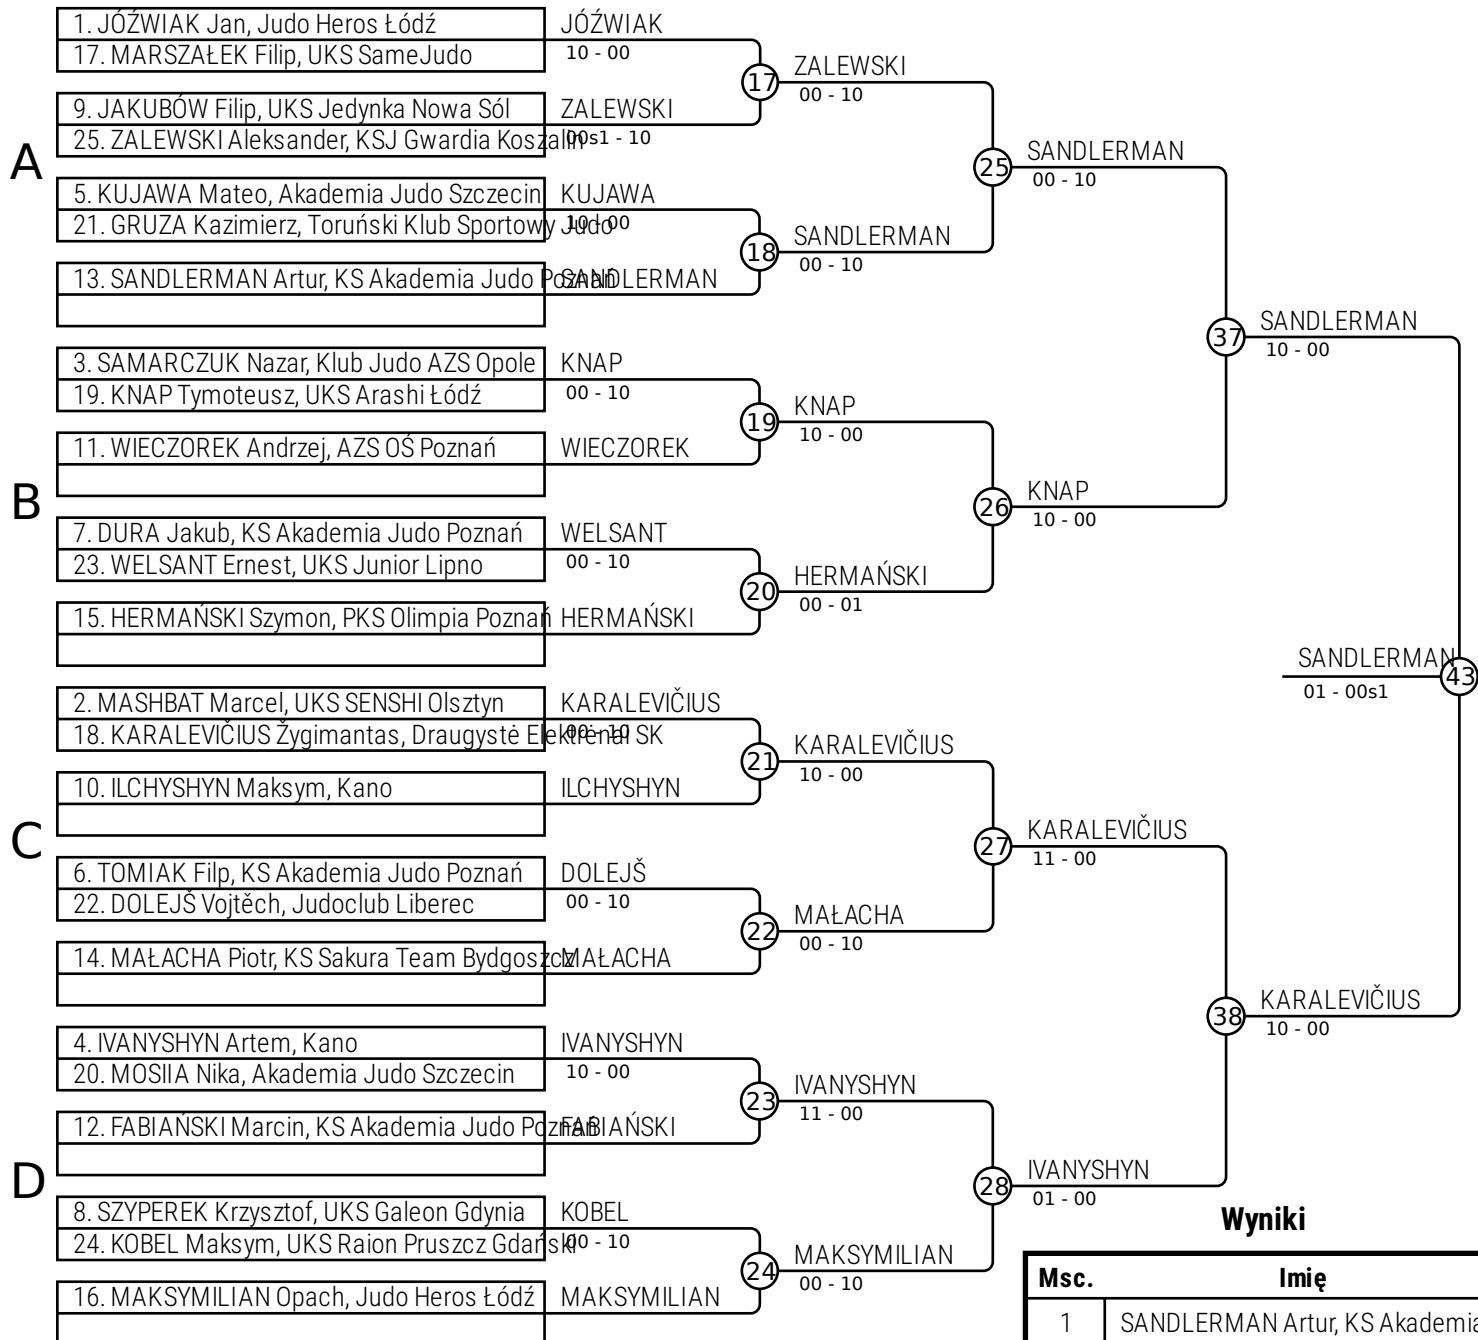 1. JÓŹWIAK Jan, Judo Heros Łódź
17. MARSZAŁEK Filip, UKS SameJudo
JÓŹWIAK
10 - 00
9. JAKUBÓW Filip, UKS Jedynka Nowa Sól
25. ZALEWSKI Aleksander, KSJ Gwardia Koszalin
ZALEWSKI
00s1 - 10
17
ZALEWSKI
00 - 10
A
5. KUJAWA Mateo, Akademia Judo Szczecin
21. GRUZA Kazimierz, Toruński Klub Sportowy Judo
KUJAWA
10 - 00
13. SANDLERMAN Artur, KS Akademia Judo Poznań
SANDLERMAN
18
SANDLERMAN
00 - 10
25
SANDLERMAN
00 - 10
3. SAMARCZUK Nazar, Klub Judo AZS Opole
19. KNAP Tymoteusz, UKS Arashi Łódź
KNAP
00 - 10
11. WIECZOREK Andrzej, AZS OŚ Poznań
WIECZOREK
19
KNAP
10 - 00
B
7. DURA Jakub, KS Akademia Judo Poznań
23. WELSANT Ernest, UKS Junior Lipno
WELSANT
00 - 10
15. HERMAŃSKI Szymon, PKS Olimpia Poznań
HERMAŃSKI
20
HERMAŃSKI
00 - 01
26
KNAP
10 - 00
37
SANDLERMAN
10 - 00
2. MASHBAT Marcel, UKS SENSHI Olsztyn
18. KARALEVIČIUS Žygimantas, Draugystė Elektrėnai SK
KARALEVIČIUS
00 - 10
10. ILCHYSHYN Maksym, Kano
ILCHYSHYN
21
KARALEVIČIUS
10 - 00
C
6. TOMIAK Filp, KS Akademia Judo Poznań
22. DOLEJŠ Vojtěch, Judoclub Liberec
DOLEJŠ
00 - 10
14. MAŁACHA Piotr, KS Sakura Team Bydgoszcz
MAŁACHA
22
MAŁACHA
00 - 10
27
KARALEVIČIUS
11 - 00
4. IVANYSHYN Artem, Kano
20. MOSIIA Nika, Akademia Judo Szczecin
IVANYSHYN
10 - 00
12. FABIAŃSKI Marcin, KS Akademia Judo Poznań
FABIAŃSKI
23
IVANYSHYN
11 - 00
D
8. SZYPEREK Krzysztof, UKS Galeon Gdynia
24. KOBEL Maksym, UKS Raion Pruszcz Gdański
KOBEL
00 - 10
16. MAKSYMILIAN Opach, Judo Heros Łódź
MAKSYMILIAN
24
MAKSYMILIAN
00 - 10
28
IVANYSHYN
01 - 00
38
KARALEVIČIUS
10 - 00
SANDLERMAN
43
01 - 00s1
Wyniki
Msc. Imię
1 SANDLERMAN Artur, KS Akademia